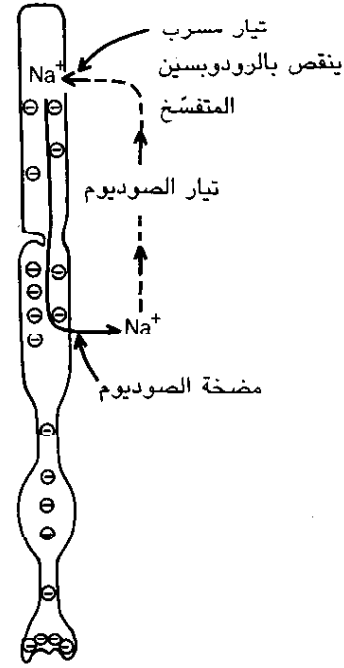 تيار مسرب
ينقص بالرودوبسين
المتفسّخ
Na⁺
تيار الصوديوم
Na⁺
مضخة الصوديوم